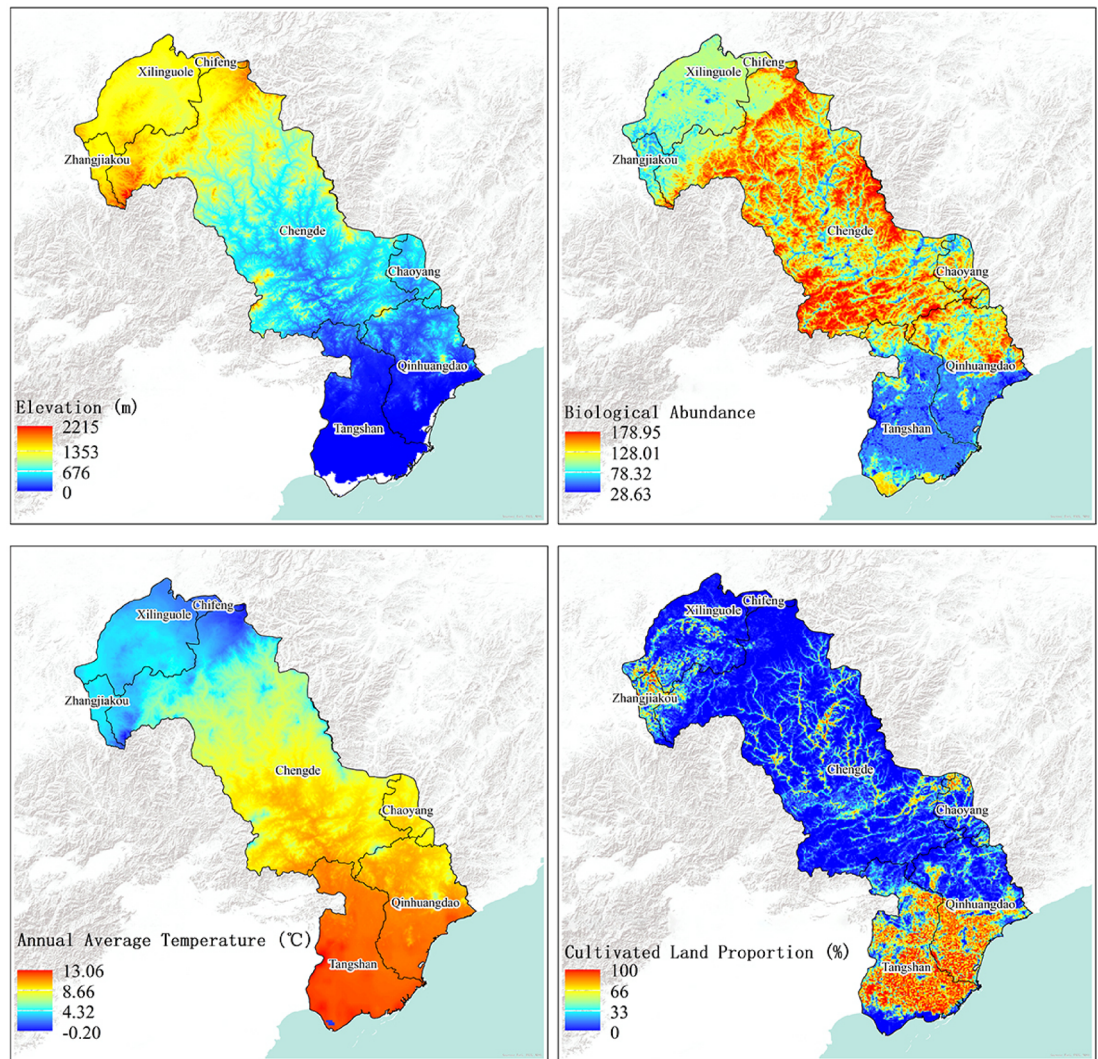 Xilinguole
Chifeng
Zhangjiakou
Chengde
Chaoyang
Qinhuangdao
Tangshan
Elevation (m)
2215
1353
676
0
Xilinguole
Chifeng
Zhangjiakou
Chengde
Chaoyang
Qinhuangdao
Tangshan
Biological Abundance
178.95
128.01
78.32
28.63
Xilinguole
Chifeng
Zhangjiakou
Chengde
Chaoyang
Qinhuangdao
Tangshan
Annual Average Temperature (℃)
13.06
8.66
4.32
-0.20
Xilinguole
Chifeng
Zhangjiakou
Chengde
Chaoyang
Qinhuangdao
Tangshan
Cultivated Land Proportion (%)
100
66
33
0